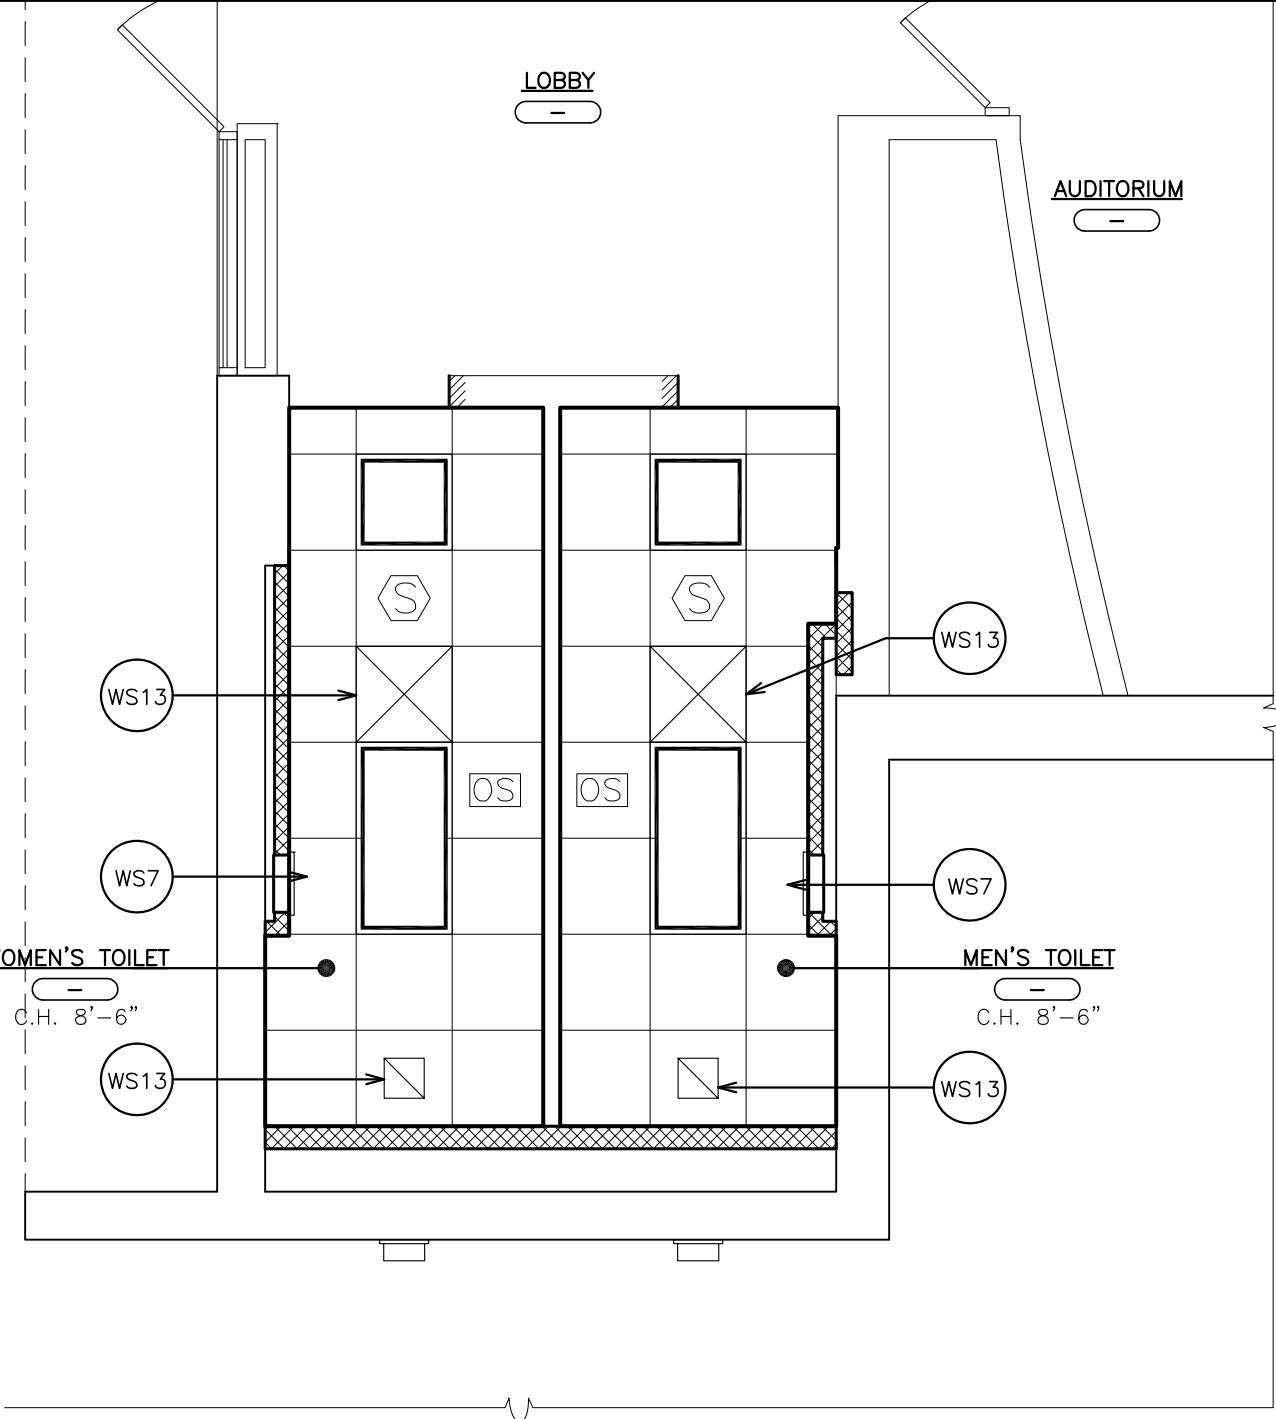 LOBBY
-
AUDITORIUM
-
S
S
WS13
WS13
OS
OS
WS7
WS7
OMEN'S TOILET
-
C.H. 8'-6"
MEN'S TOILET
-
C.H. 8'-6"
WS13
WS13